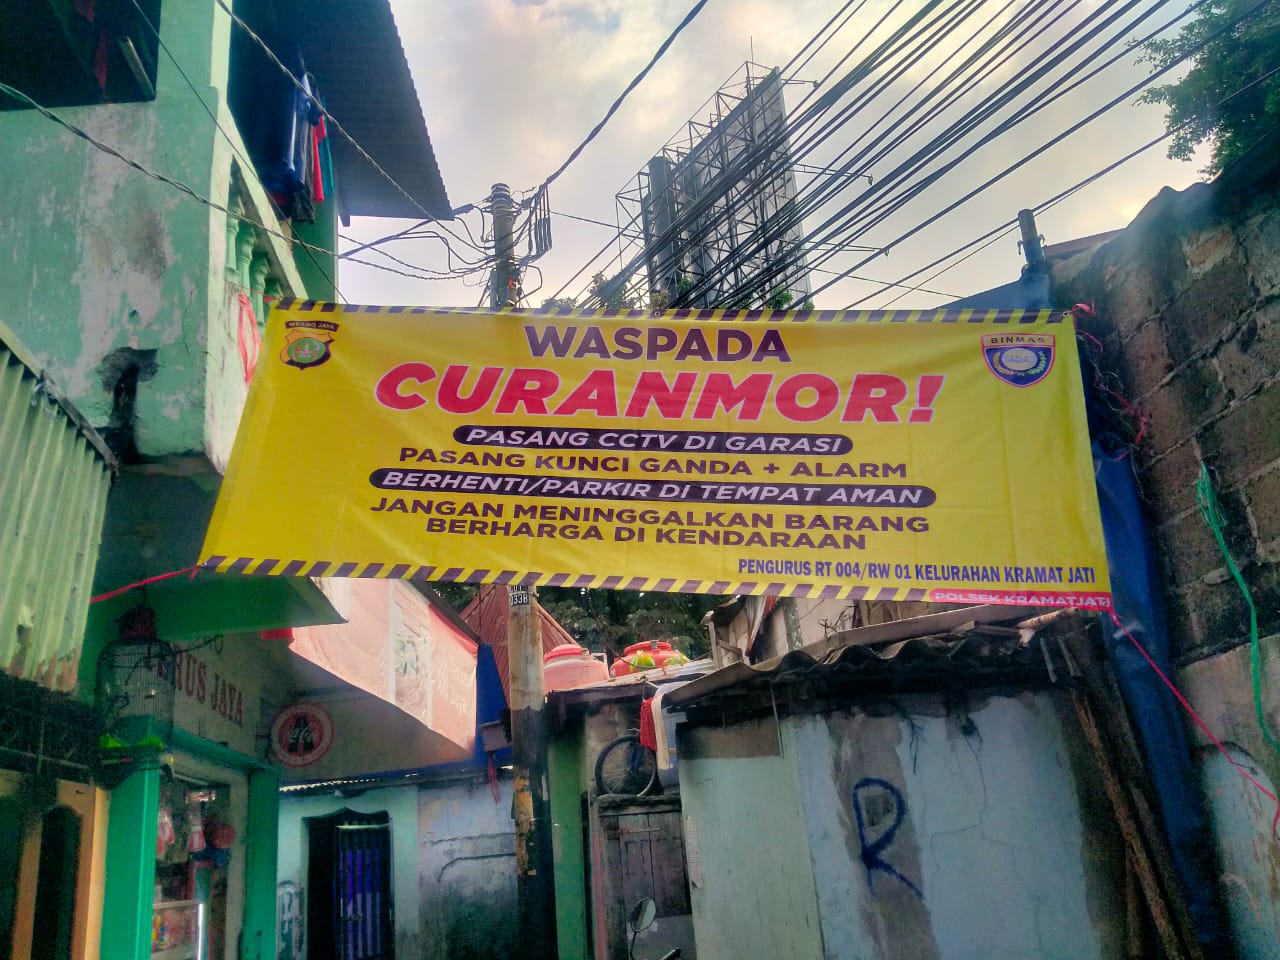 METRO JAYA
WASPADA
BINMAS
CURANMOR!
PASANG CCTV DI GARASI
PASANG KUNCI GANDA + ALARM
BERHENTI/PARKIR DI TEMPAT AMAN
JANGAN MENINGGALKAN BARANG
BERHARGA DI KENDARAAN
PENGURUS RT 004/RW 01 KELURAHAN KRAMAT JATI
POLSEK KRAMATJATI
033B
RUS JAYA
R